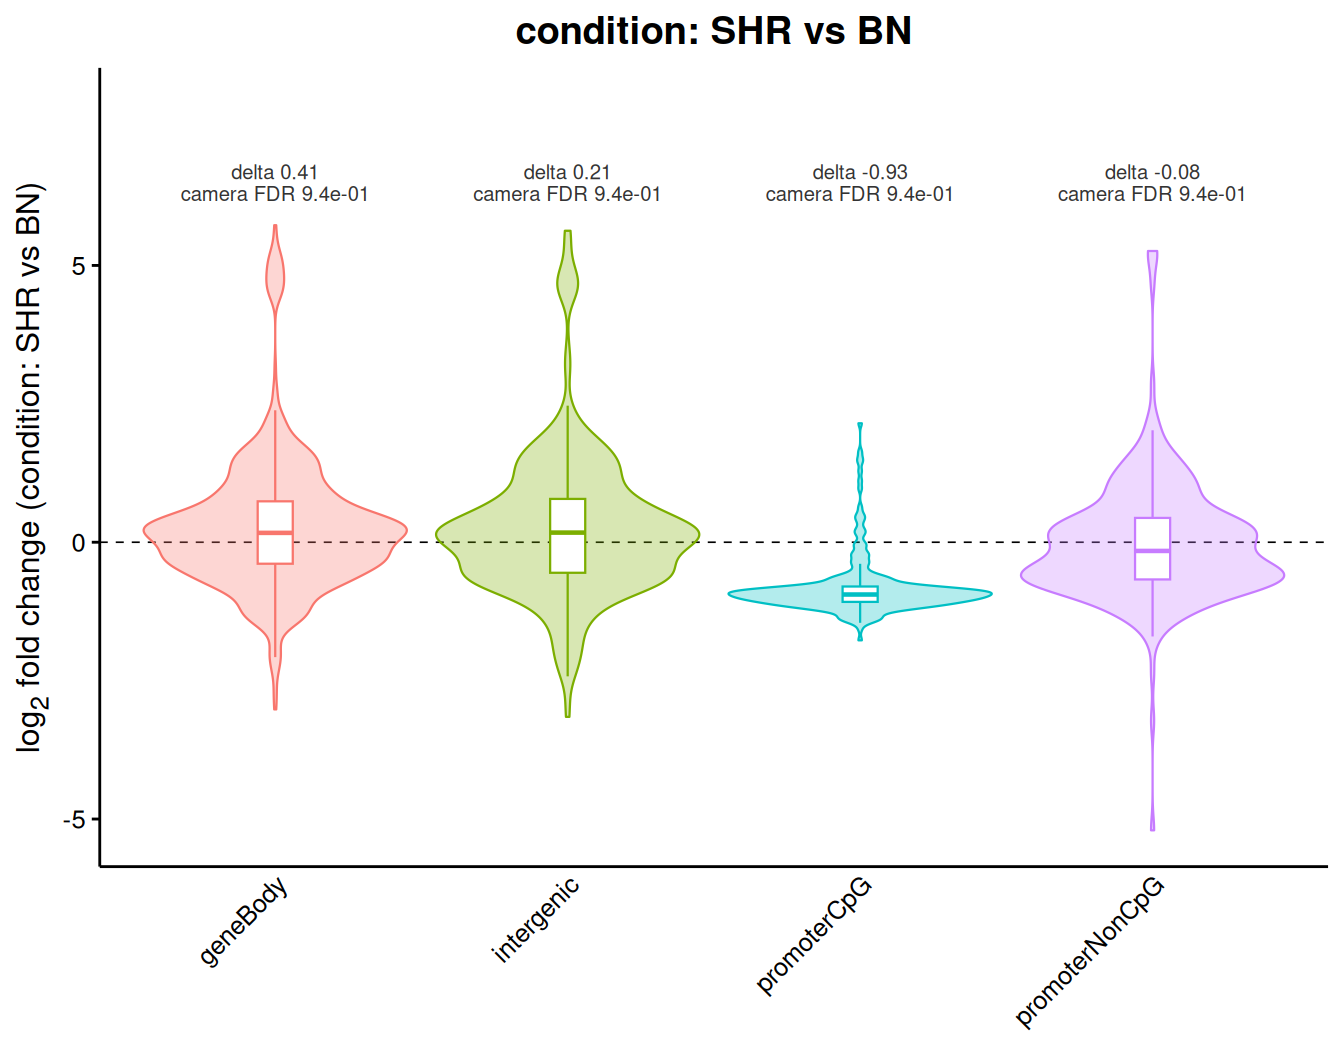 condition: SHR vs BN
delta 0.41
camera FDR 9.4e-01
delta 0.21
camera FDR 9.4e-01
delta -0.93
camera FDR 9.4e-01
delta -0.08
camera FDR 9.4e-01
log2 fold change (condition: SHR vs BN)
5
0
-5
geneBody
intergenic
promoterCpG
promoterNonCpG